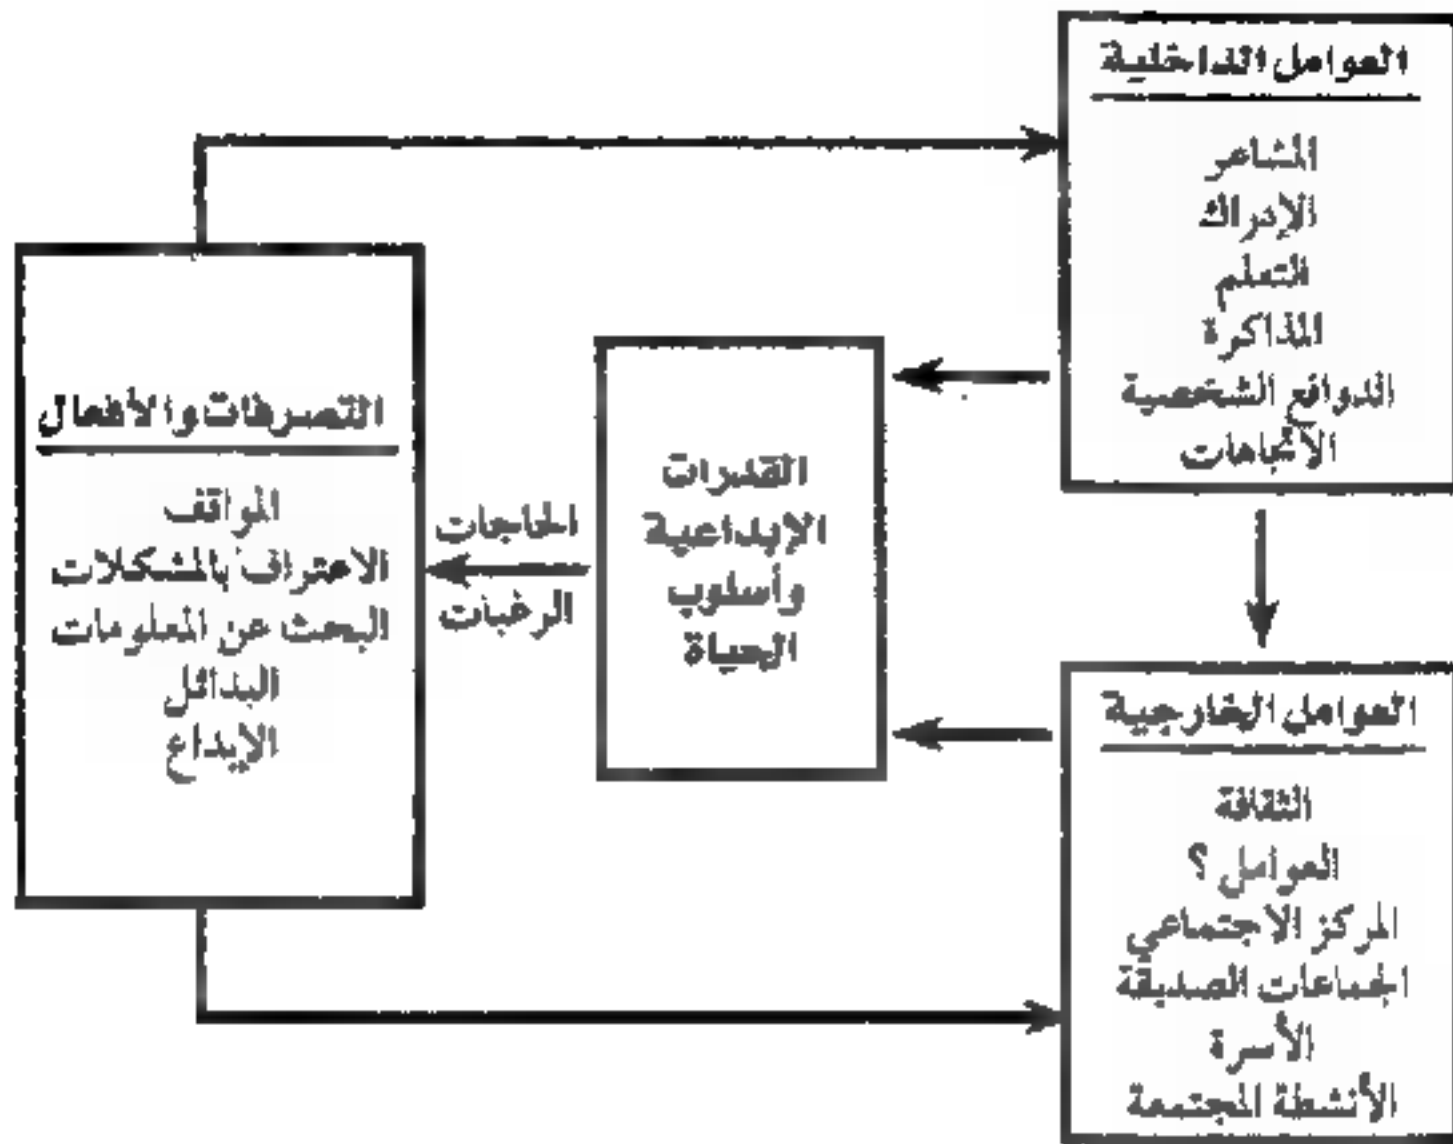 العوامل الداخلية
المشاعر
الإدراك
التعلم
المذاكرة
الدوافع الشخصية
الاتجاهات
القدرات
الإبداعية
وأسلوب
الحياة
الحاجات
الرغبات
التصرفات والأفعال
المواقف
الاعتراف بالمشكلات
البحث عن المعلومات
البدائل
الإبداع
العوامل الخارجية
الثقافة
العوامل ؟
المركز الاجتماعي
الجماعات الصديقة
الأسرة
الأنشطة المجتمعة